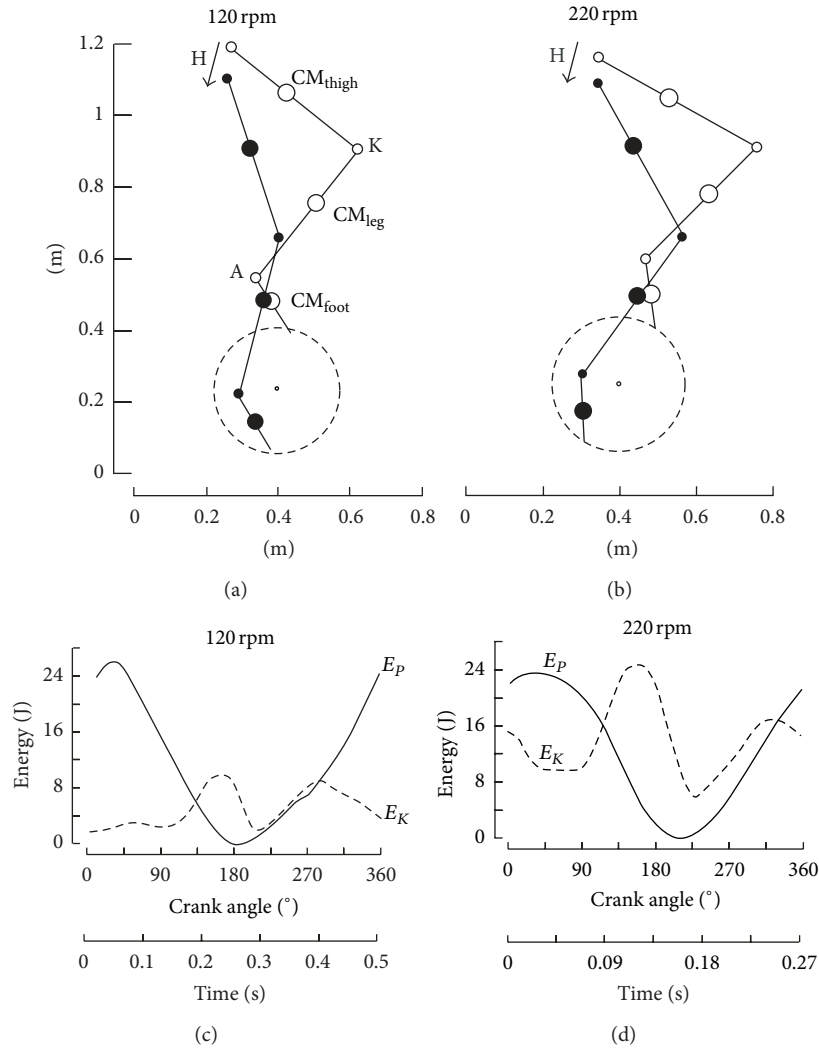 120 rpm
220 rpm
1.2
1
0.8
0.6
0.4
0.2
0
(m)
H
CMthigh
K
CMleg
A
CMfoot
H
0 0.2 0.4 0.6 0.8
(m)
0 0.2 0.4 0.6 0.8
(m)
(a)
(b)
120 rpm
24
16
8
0
Energy (J)
EP
EK
0 90 180 270 360
Crank angle (°)
0 0.1 0.2 0.3 0.4 0.5
Time (s)
(c)
220 rpm
24
16
8
0
Energy (J)
EP
EK
0 90 180 270 360
Crank angle (°)
0 0.09 0.18 0.27
Time (s)
(d)